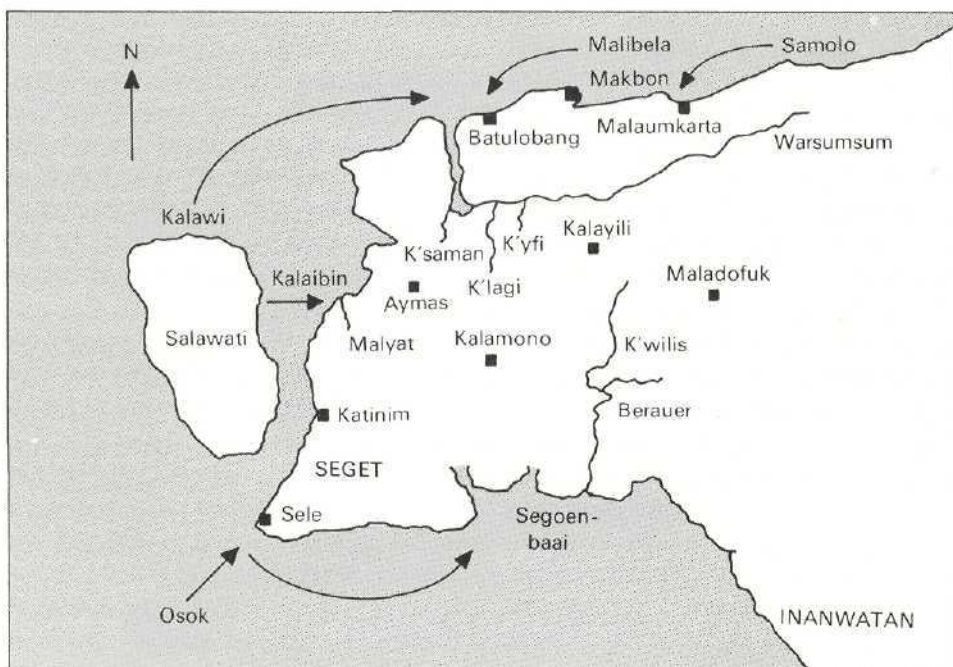 N
Malibela
Samolo
Makbon
Batulobang
Malaumkarta
Warsumsum
Kalawi
K'saman
K'yfi
Kalayili
Kalaibin
K'lagi
Aymas
Maladofuk
Salawati
Malyat
Kalamono
K'wilis
Katinim
Berauer
SEGET
Sele
Segoen-
baai
Osok
INANWATAN